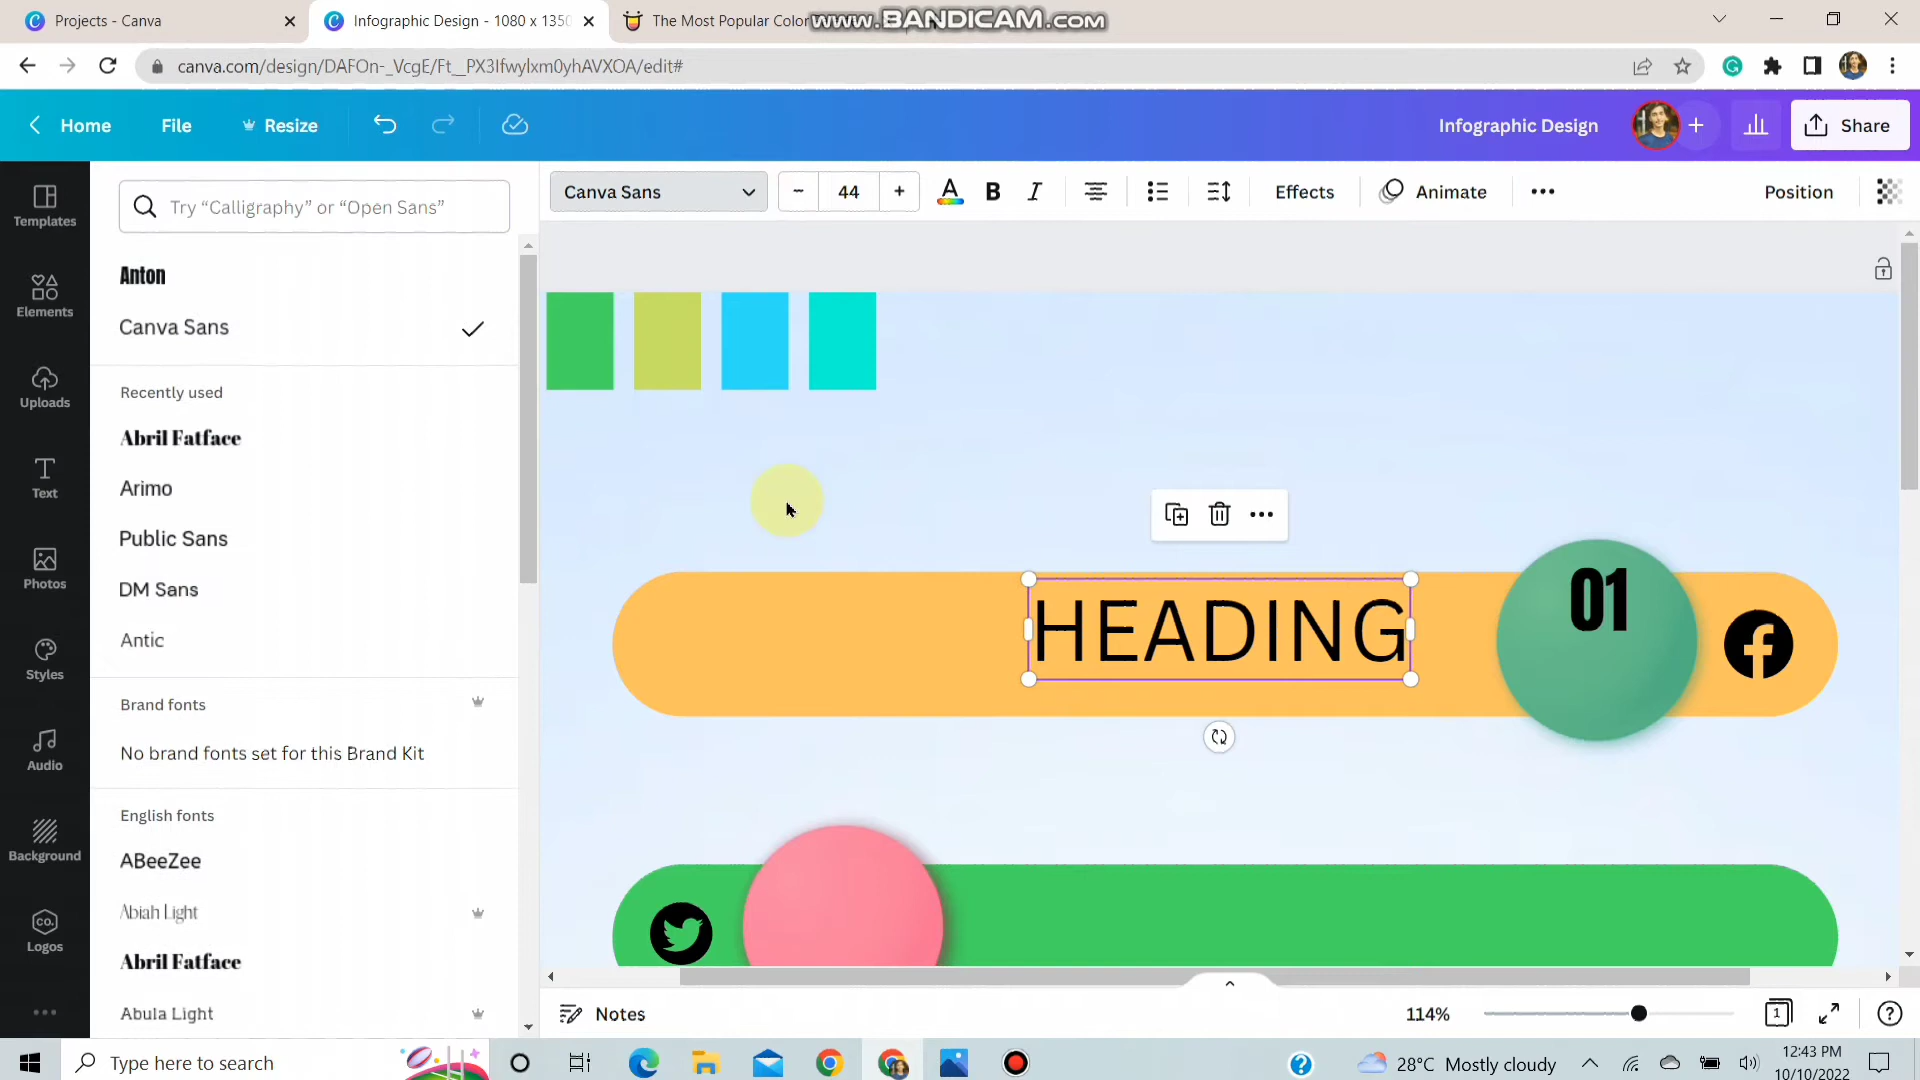 Projects - Canva
Infographic Design - 1080 x 1350
The Most Popular Color
www.BANDICAM.com
canva.com/design/DAFOn-_VcgE/Ft__PX3Ifwylxm0yhAVXOA/edit#
Home
File
Resize
Infographic Design
Share
Templates
Elements
Uploads
Text
Photos
Styles
Audio
Background
CO.
Logos
Try “Calligraphy” or “Open Sans”
Anton
Canva Sans
Recently used
Abril Fatface
Arimo
Public Sans
DM Sans
Antic
Brand fonts
No brand fonts set for this Brand Kit
English fonts
ABeeZee
Abiah Light
Abril Fatface
Abula Light
Canva Sans
- 44 +
A B I
Effects
Animate
Position
HEADING
01
Notes
114%
1
Type here to search
28°C Mostly cloudy
12:43 PM
10/10/2022